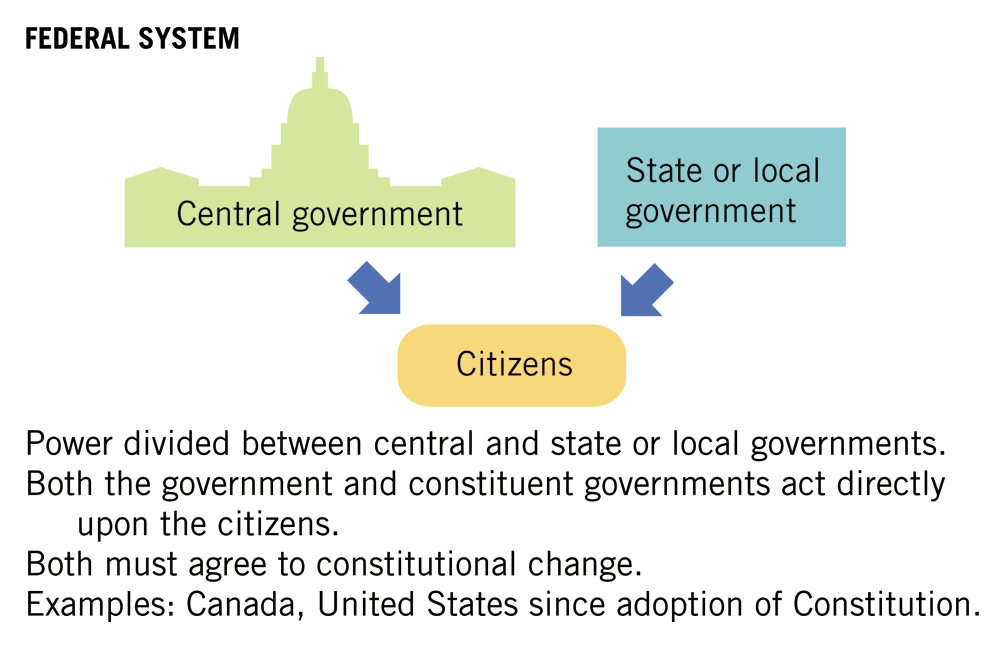 FEDERAL SYSTEM
Central government
State or local
government
Citizens
Power divided between central and state or local governments.
Both the government and constituent governments act directly
upon the citizens.
Both must agree to constitutional change.
Examples: Canada, United States since adoption of Constitution.